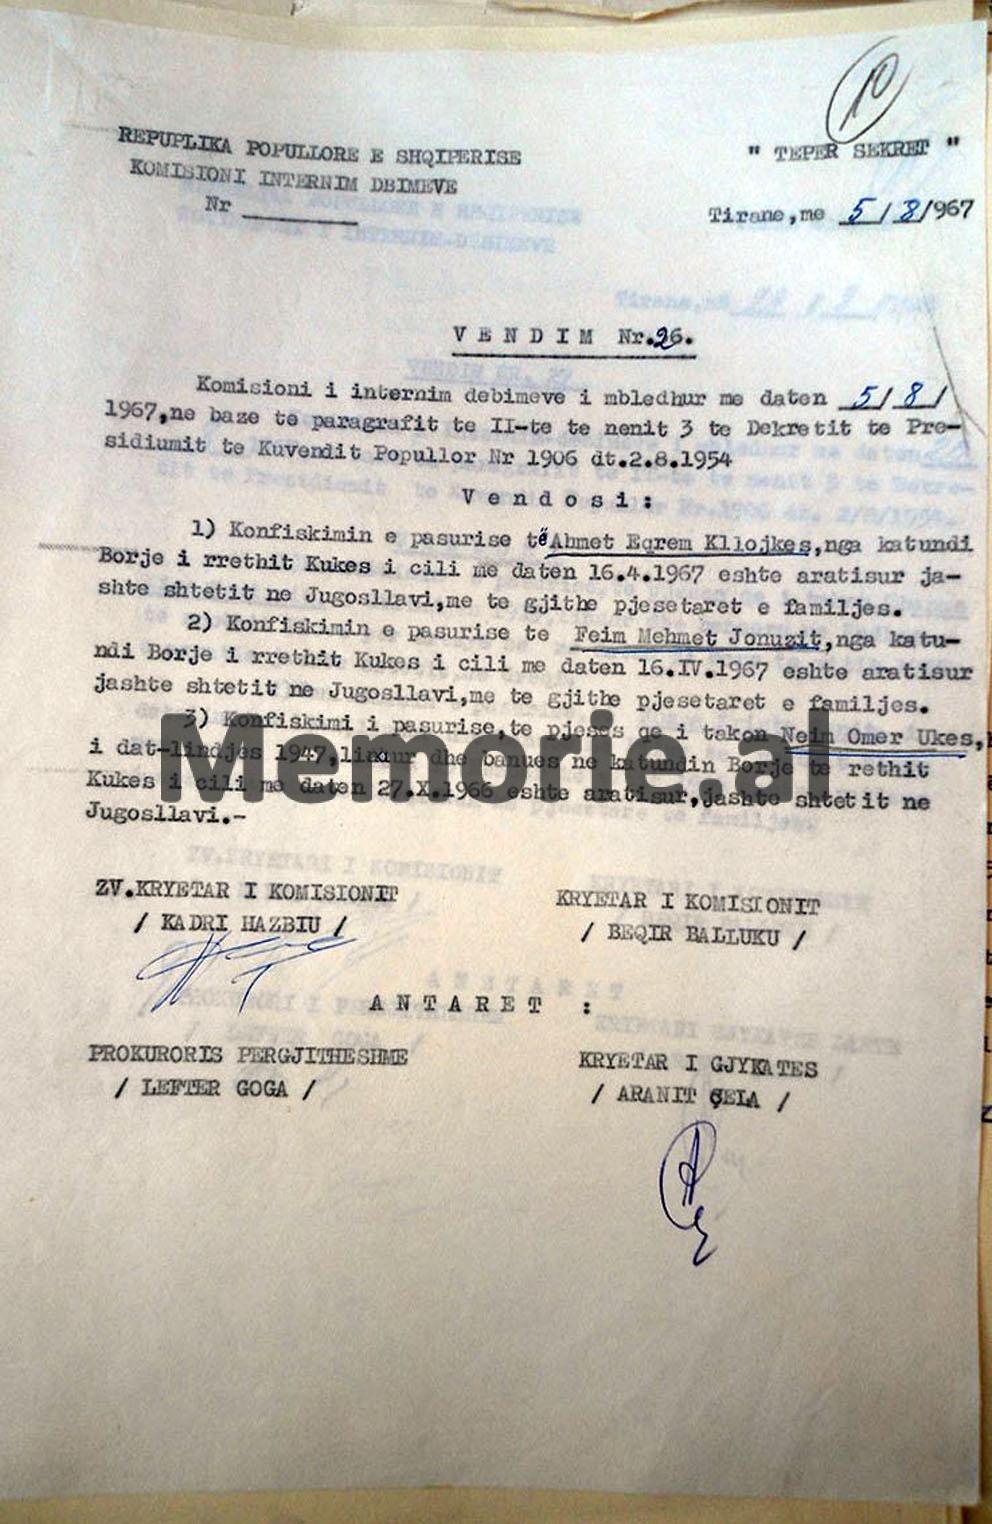 REPUPLIKA POPULLORE E SHQIPERISE
" TEPER SEKRET "
KOMISIONI INTERNIM DBIMEVE
Nr
Tirane,me 5/8/967
V E N D I M Nr.26.
Komisioni i internim debimeve i mbledhur me daten 5/8/
1967,ne baze te paragrafit te II-te te nenit 3 te Dekretit te Pre-
sidiumit te Kuvendit Popullor Nr 1906 dt.2.8.1954
V e n d o s i :
1) Konfiskimin e pasurise të Ahmet Eqrem Kllojkes,nga katundi
Borje i rrethit Kukes i cili me daten 16.4.1967 eshte aratisur ja-
shte shtetit ne Jugosllavi,me te gjithe pjesetaret e familjes.
2) Konfiskimin e pasurise te Feim Mehmet Jonuzit,nga katu-
ndi Borje i rrethit Kukes i cili me daten 16.IV.1967 eshte aratisur
jashte shtetit ne Jugosllavi,me te gjithe pjesetaret e familjes.
3) Konfiskimi i pasurise,te pjeses qe i takon Neim Omer Ukes,
i dat-lindjes 1947,lindur dhe banues ne katundin Borje te rethit
Kukes i cili me daten 27.X.1966 eshte aratisur,jashte shtetit ne
Jugosllavi.-
Memorie.al
ZV.KRYETAR I KOMISIONIT
KRYETAR I KOMISIONIT
/ KADRI HAZBIU /
/ BEQIR BALLUKU /
A N T A R E T :
PROKURORIS PERGJITHESHME
KRYETAR I GJYKATES
/ LEFTER GOGA /
/ ARANIT ÇELA /